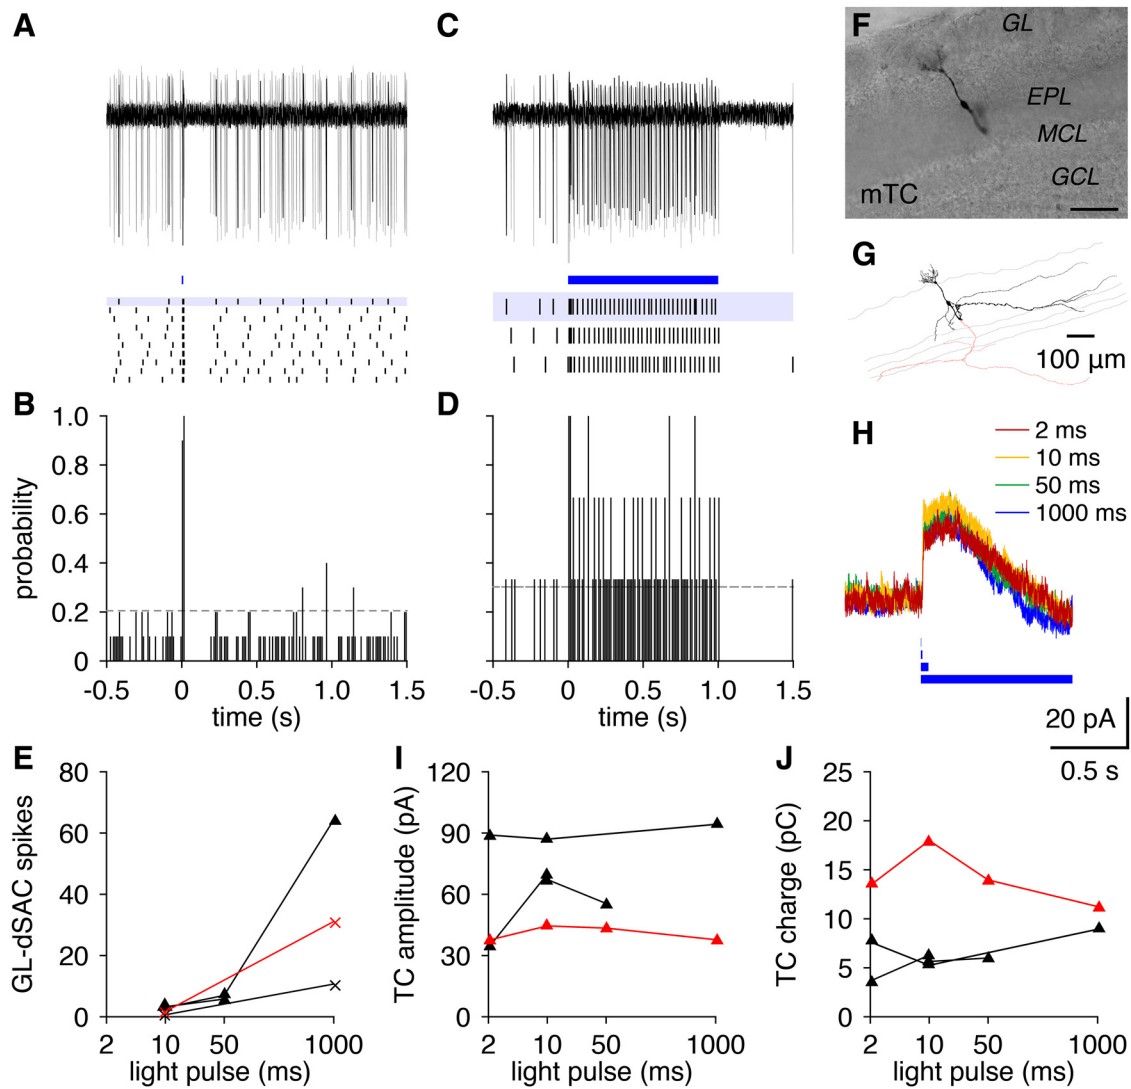 A
C
F
GL
EPL
MCL
GCL
mTC
G
100 µm
B
D
H
2 ms
10 ms
50 ms
1000 ms
probability
1.0
0.8
0.6
0.4
0.2
0
-0.5 0 0.5 1.0 1.5
time (s)
-0.5 0 0.5 1.0 1.5
time (s)
20 pA
0.5 s
E
GL-dSAC spikes
80
60
40
20
0
2 10 50 1000
light pulse (ms)
I
TC amplitude (pA)
120
90
60
30
0
2 10 50 1000
light pulse (ms)
J
TC charge (pC)
25
20
15
10
5
0
2 10 50 1000
light pulse (ms)